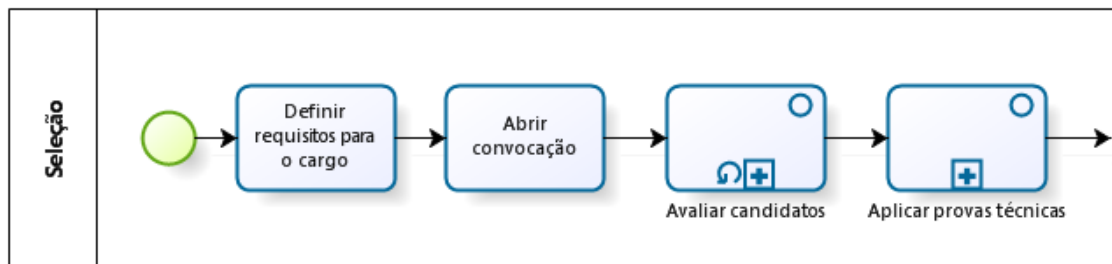 Seleção
Definir
requisitos para
o cargo
Abrir
convocação
Avaliar candidatos
Aplicar provas técnicas